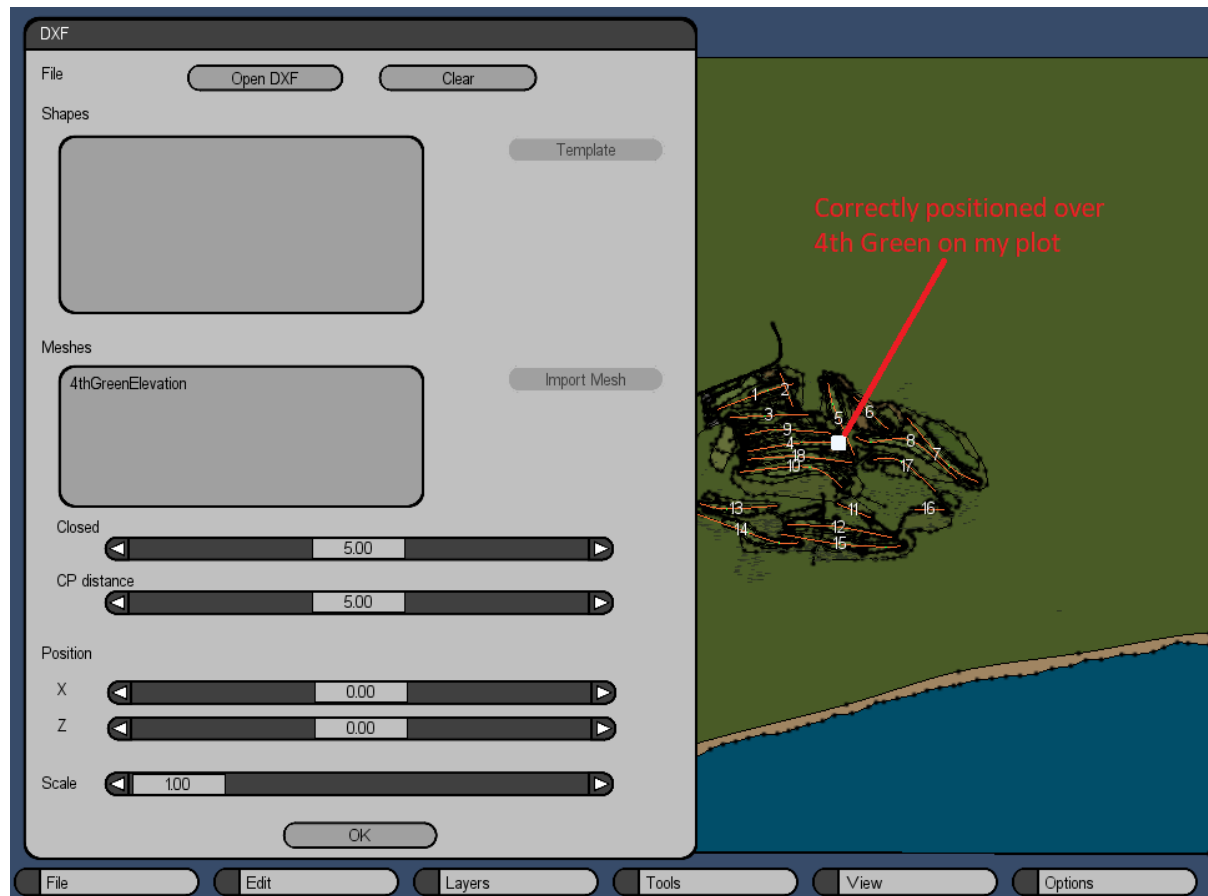 DXF
File
Open DXF
Clear
Shapes
Template
Correctly positioned over
4th Green on my plot
Meshes
4thGreenElevation
Import Mesh
1
2
3
5
6
9
4
8
7
18
10
17
13
11
16
14
12
15
Closed
5.00
CP distance
5.00
Position
X
0.00
Z
0.00
Scale
1.00
OK
File
Edit
Layers
Tools
View
Options